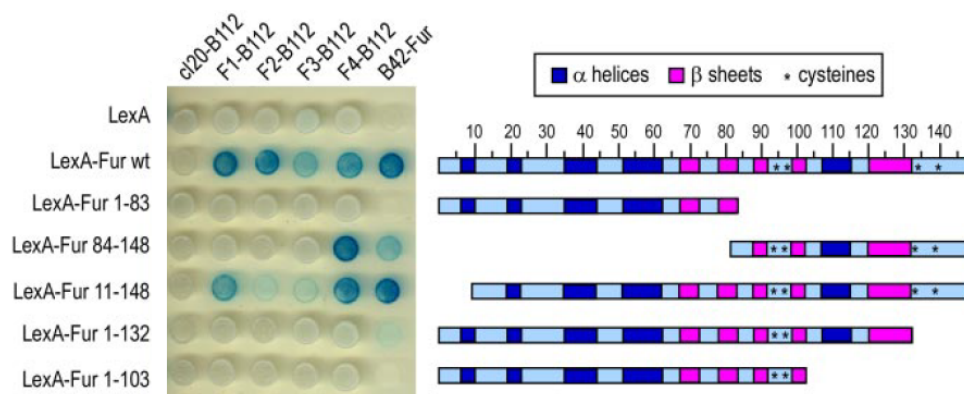 cI20-B112
F1-B112
F2-B112
F3-B112
F4-B112
B42-Fur
α helices β sheets * cysteines
10 20 30 40 50 60 70 80 90 100 110 120 130 140
LexA
LexA-Fur wt
* * * *
LexA-Fur 1-83
LexA-Fur 84-148
* * * *
LexA-Fur 11-148
* * * *
LexA-Fur 1-132
* *
LexA-Fur 1-103
* *